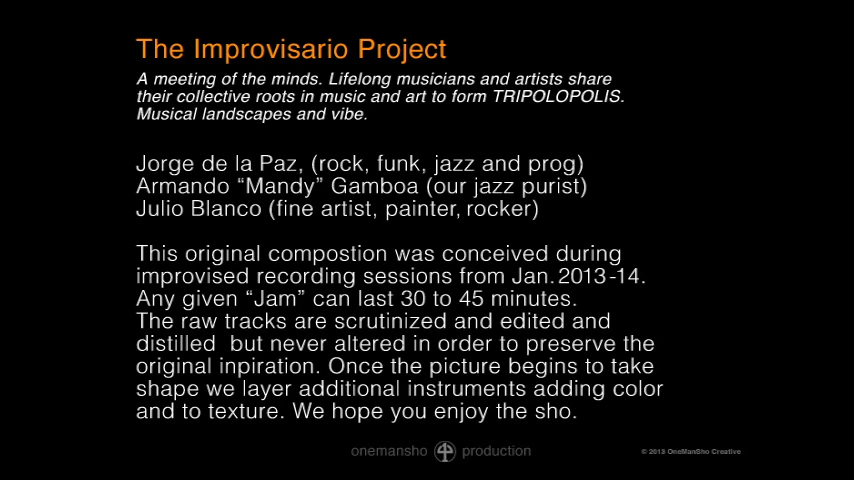 The Improvisario Project
A meeting of the minds. Lifelong musicians and artists share
their collective roots in music and art to form TRIPOLOPOLIS.
Musical landscapes and vibe.
Jorge de la Paz, (rock, funk, jazz and prog)
Armando “Mandy” Gamboa (our jazz purist)
Julio Blanco (fine artist, painter, rocker)
This original compostion was conceived during
improvised recording sessions from Jan. 2013-14.
Any given “Jam” can last 30 to 45 minutes.
The raw tracks are scrutinized and edited and
distilled  but never altered in order to preserve the
original inpiration. Once the picture begins to take
shape we layer additional instruments adding color
and to texture. We hope you enjoy the sho.
onemansho production
© 2013 OneManSho Creative